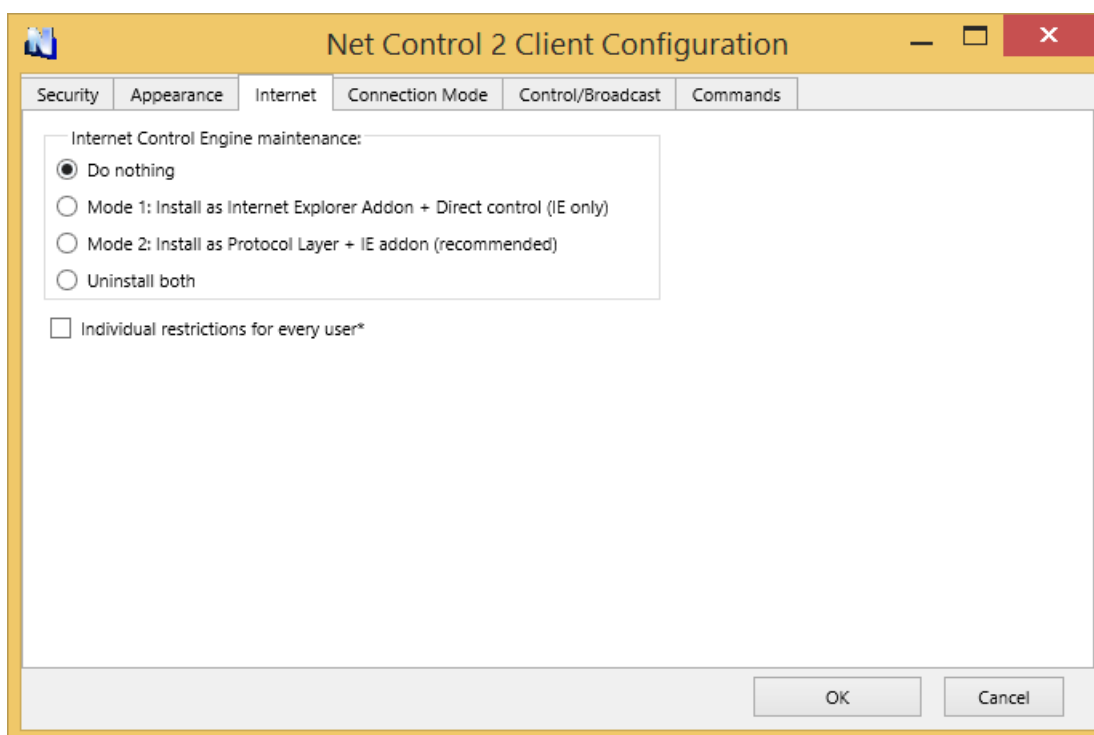 Net Control 2 Client Configuration
Security Appearance Internet Connection Mode Control/Broadcast Commands
Internet Control Engine maintenance:
Do nothing
Mode 1: Install as Internet Explorer Addon + Direct control (IE only)
Mode 2: Install as Protocol Layer + IE addon (recommended)
Uninstall both
Individual restrictions for every user*
OK Cancel